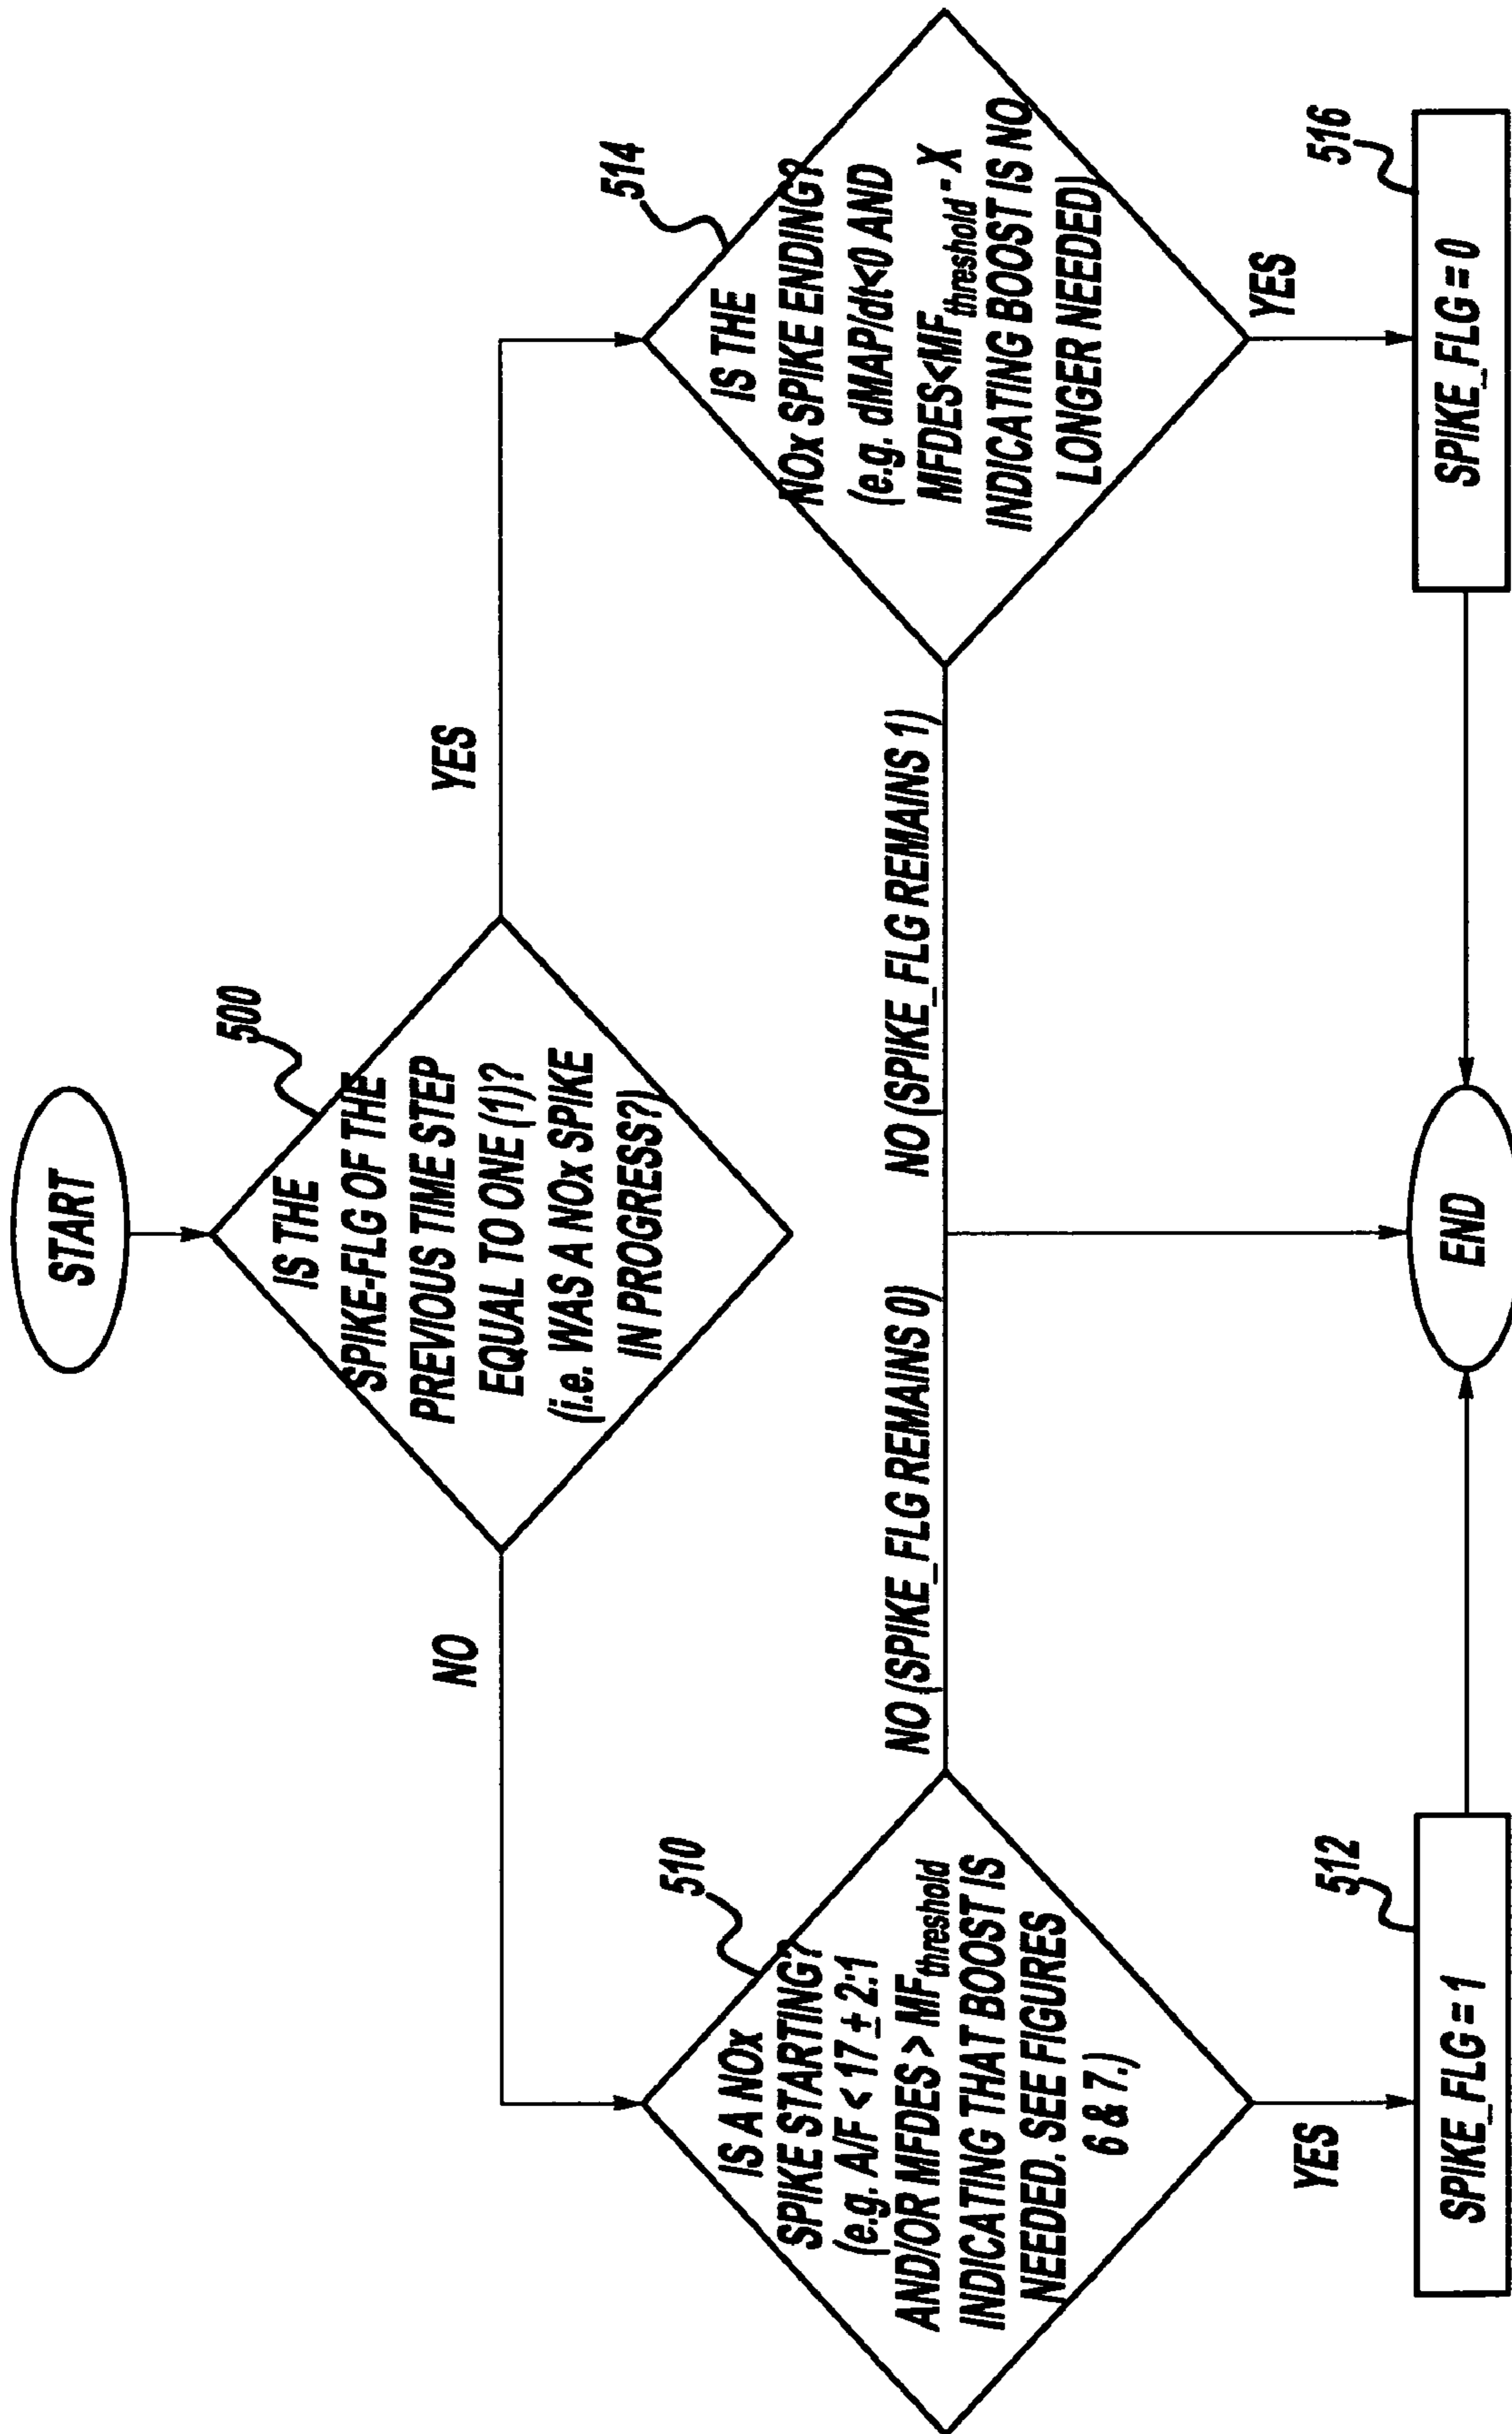 START
500
IS THE
SPIKE-FLG OF THE
PREVIOUS TIME STEP
EQUAL TO ONE (1)?
(i.e. WAS A NOx SPIKE
IN PROGRESS?)
NO
YES
510
IS A NOx
SPIKE STARTING?
(e.g. A/F < 17 ± 2:1
AND/OR MFDES > MFthreshold
INDICATING THAT BOOST IS
NEEDED. SEE FIGURES
6 & 7.)
NO (SPIKE_FLG REMAINS 0)
NO (SPIKE_FLG REMAINS 1)
514
IS THE
NOx SPIKE ENDING?
(e.g. dMAP/dt<0 AND
MFDES<MFthreshold - X
INDICATING BOOST IS NO
LONGER NEEDED)
YES
YES
512
SPIKE_FLG = 1
END
516
SPIKE_FLG = 0